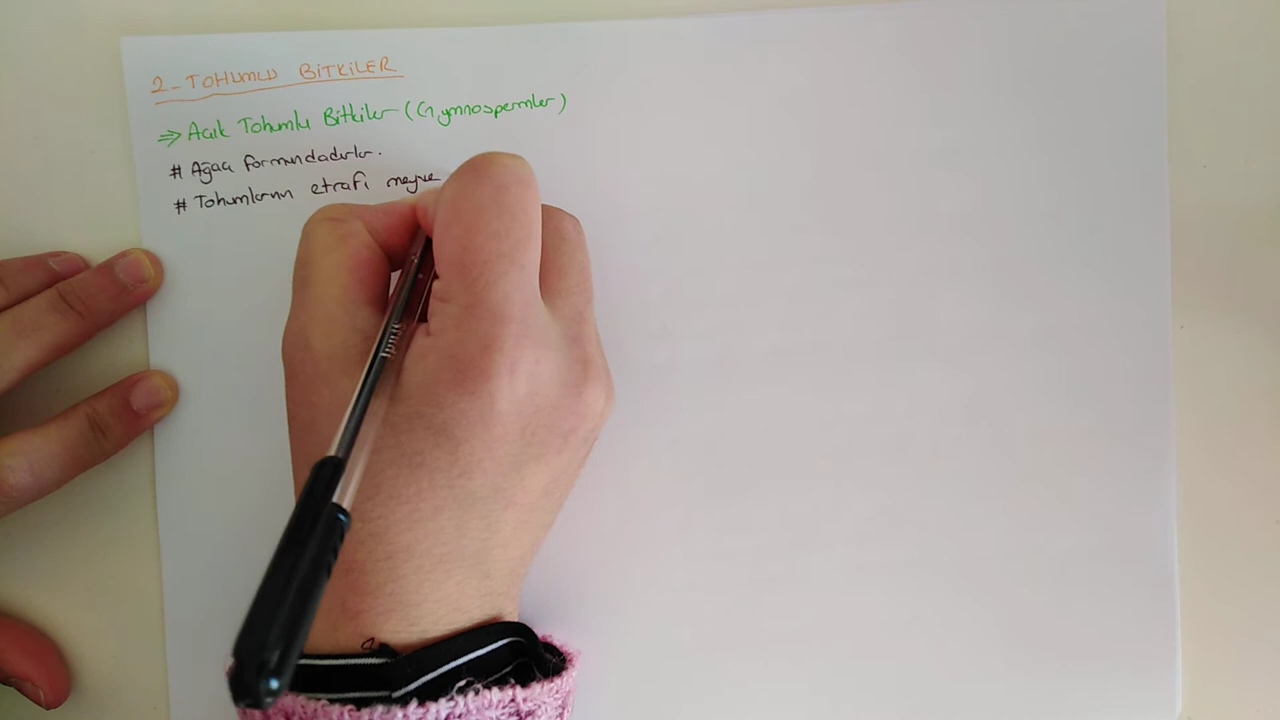 2- TOHUMLU BİTKİLER
⇒ Açık Tohumlu Bitkiler (Gymnospermler)
# Ağaç formundadırlar.
# Tohumlarının etrafı meyve